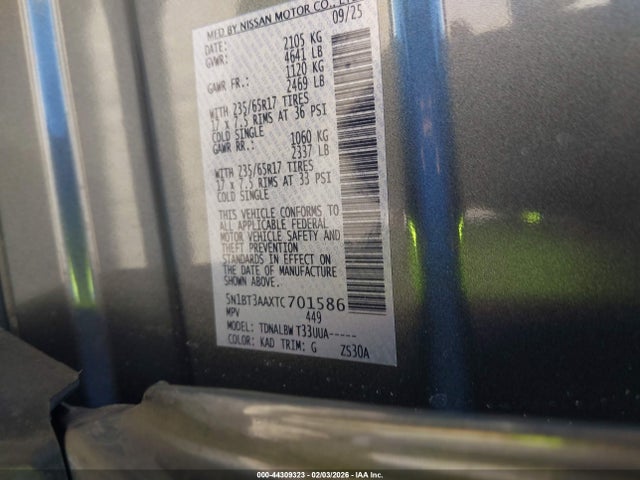 MFD BY NISSAN MOTOR CO., LT
DATE: 09/25
GVWR: 2105 KG
4641 LB
GAWR FR.: 1120 KG
2469 LB
WITH 235/65R17 TIRES
17 x 7.5 RIMS AT 36 PSI
COLD SINGLE
GAWR RR.: 1060 KG
2337 LB
WITH 235/65R17 TIRES
17 x 7.5 RIMS AT 33 PSI
COLD SINGLE
THIS VEHICLE CONFORMS TO
ALL APPLICABLE FEDERAL
MOTOR VEHICLE SAFETY AND
THEFT PREVENTION
STANDARDS IN EFFECT ON
THE DATE OF MANUFACTURE
SHOWN ABOVE.
5N1BT3AAXTC701586
MPV 449
MODEL: TDNALBW T33UUA-----
COLOR: KAD TRIM: G ZS30A
000-44309323 - 02/03/2026 - IAA Inc.